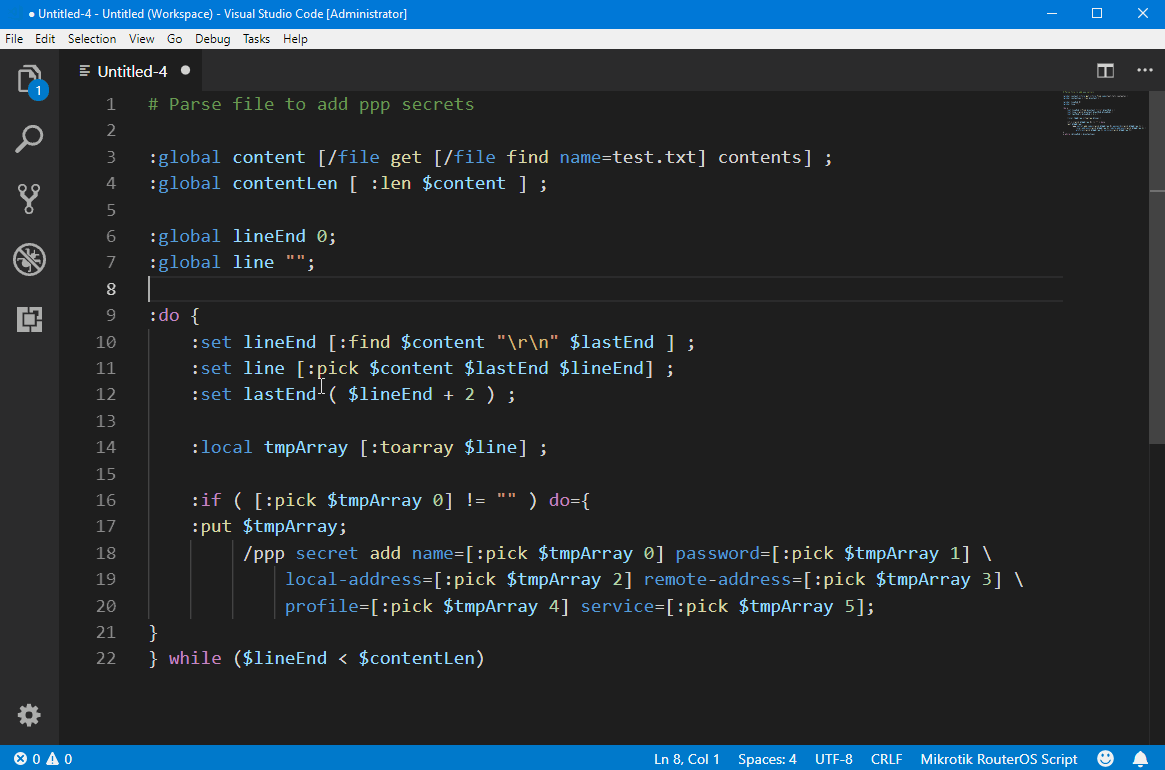 ● Untitled-4 - Untitled (Workspace) - Visual Studio Code [Administrator]
File Edit Selection View Go Debug Tasks Help
1
Untitled-4 ●
1 # Parse file to add ppp secrets
2
3 :global content [/file get [/file find name=test.txt] contents] ;
4 :global contentLen [ :len $content ] ;
5
6 :global lineEnd 0;
7 :global line "";
8
9 :do {
10 :set lineEnd [:find $content "\r\n" $lastEnd ] ;
11 :set line [:pick $content $lastEnd $lineEnd] ;
12 :set lastEnd ( $lineEnd + 2 ) ;
13
14 :local tmpArray [:toarray $line] ;
15
16 :if ( [:pick $tmpArray 0] != "" ) do={
17 :put $tmpArray;
18 /ppp secret add name=[:pick $tmpArray 0] password=[:pick $tmpArray 1] \
19 local-address=[:pick $tmpArray 2] remote-address=[:pick $tmpArray 3] \
20 profile=[:pick $tmpArray 4] service=[:pick $tmpArray 5];
21 }
22 } while ($lineEnd < $contentLen)
0 0 Ln 8, Col 1 Spaces: 4 UTF-8 CRLF Mikrotik RouterOS Script